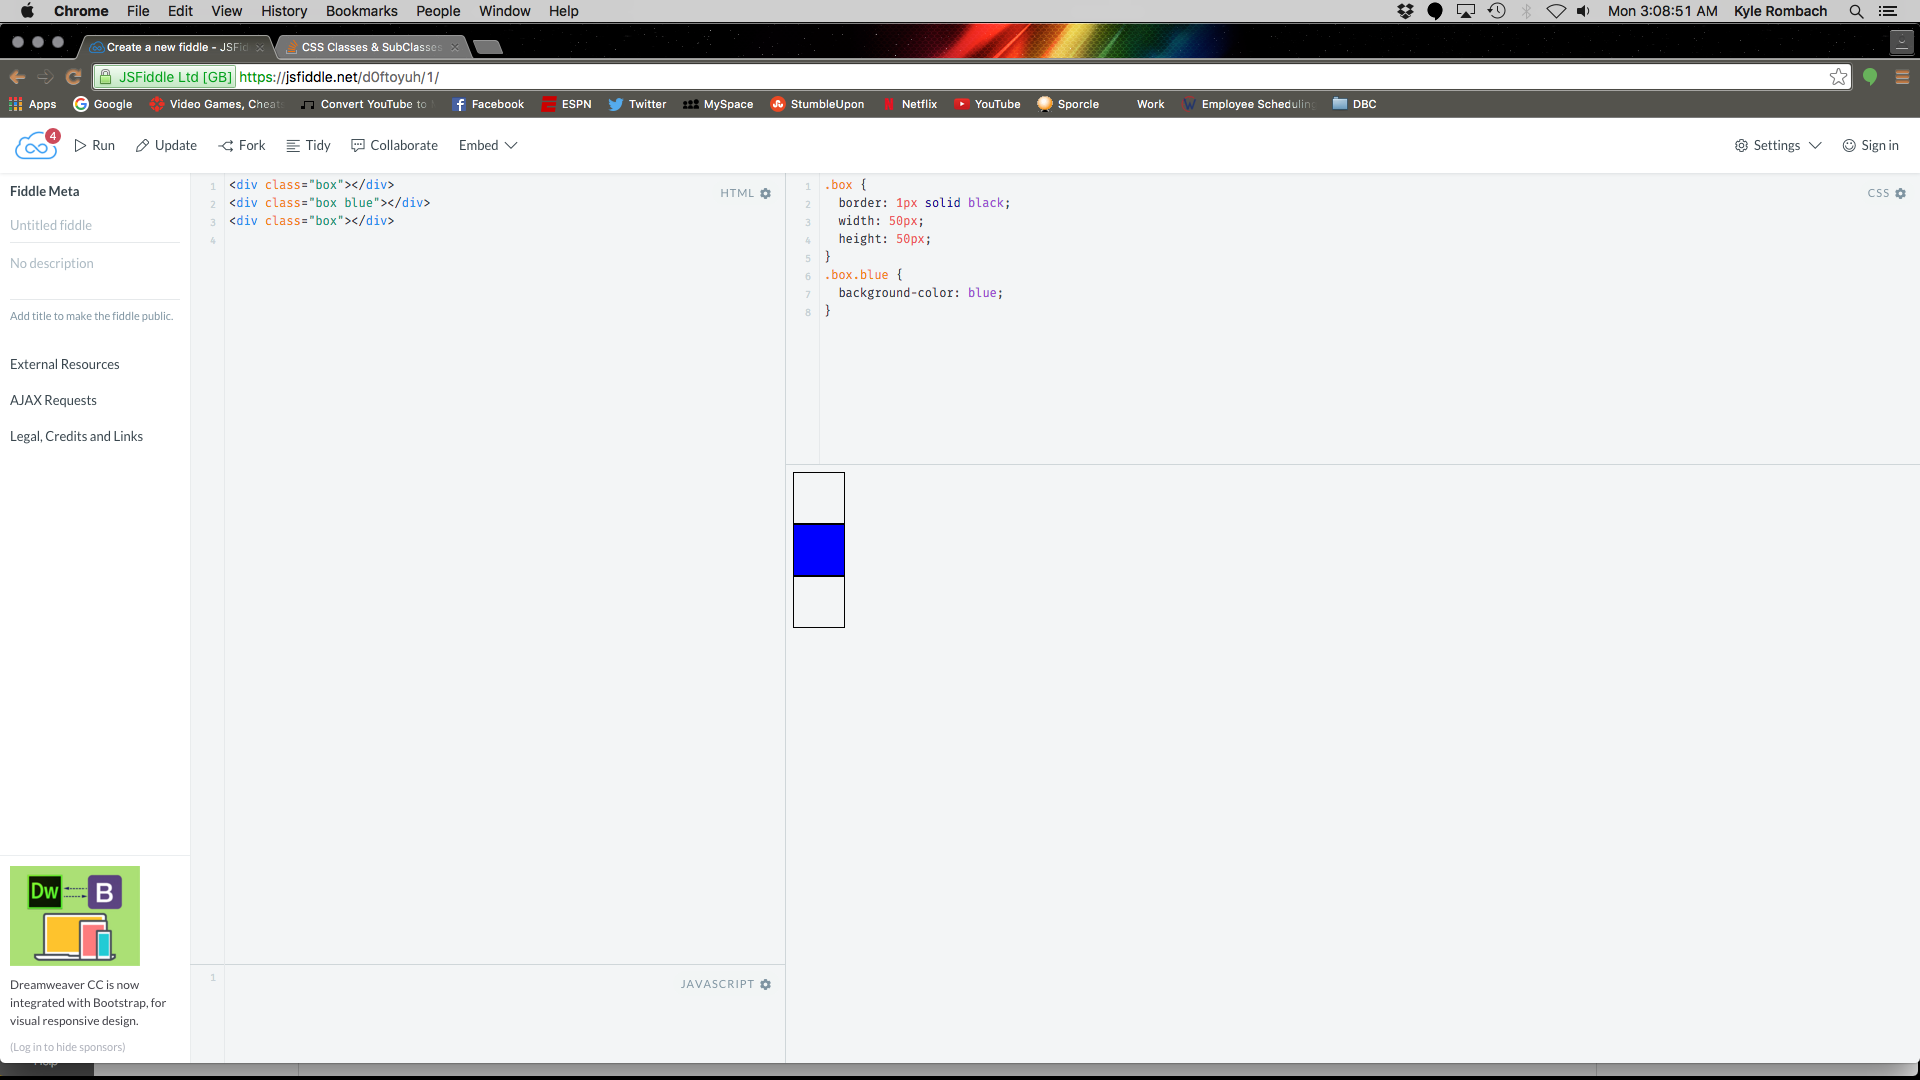 Chrome File Edit View History Bookmarks People Window Help Mon 3:08:51 AM Kyle Rombach
Create a new fiddle - JSFid CSS Classes & SubClasses
JSFiddle Ltd [GB] https://jsfiddle.net/d0ftoyuh/1/
Apps Google Video Games, Cheat Convert YouTube to Facebook ESPN Twitter MySpace StumbleUpon Netflix YouTube Sporcle Work Employee Scheduling DBC
4 Run Update Fork Tidy Collaborate Embed Settings Sign in
Fiddle Meta
Untitled fiddle
No description
Add title to make the fiddle public.
External Resources
AJAX Requests
Legal, Credits and Links
Dw B
Dreamweaver CC is now
integrated with Bootstrap, for
visual responsive design.
(Log in to hide sponsors)
HTML
1 <div class="box"></div>
2 <div class="box blue"></div>
3 <div class="box"></div>
4
CSS
1 .box {
2 border: 1px solid black;
3 width: 50px;
4 height: 50px;
5 }
6 .box.blue {
7 background-color: blue;
8 }
JAVASCRIPT
1